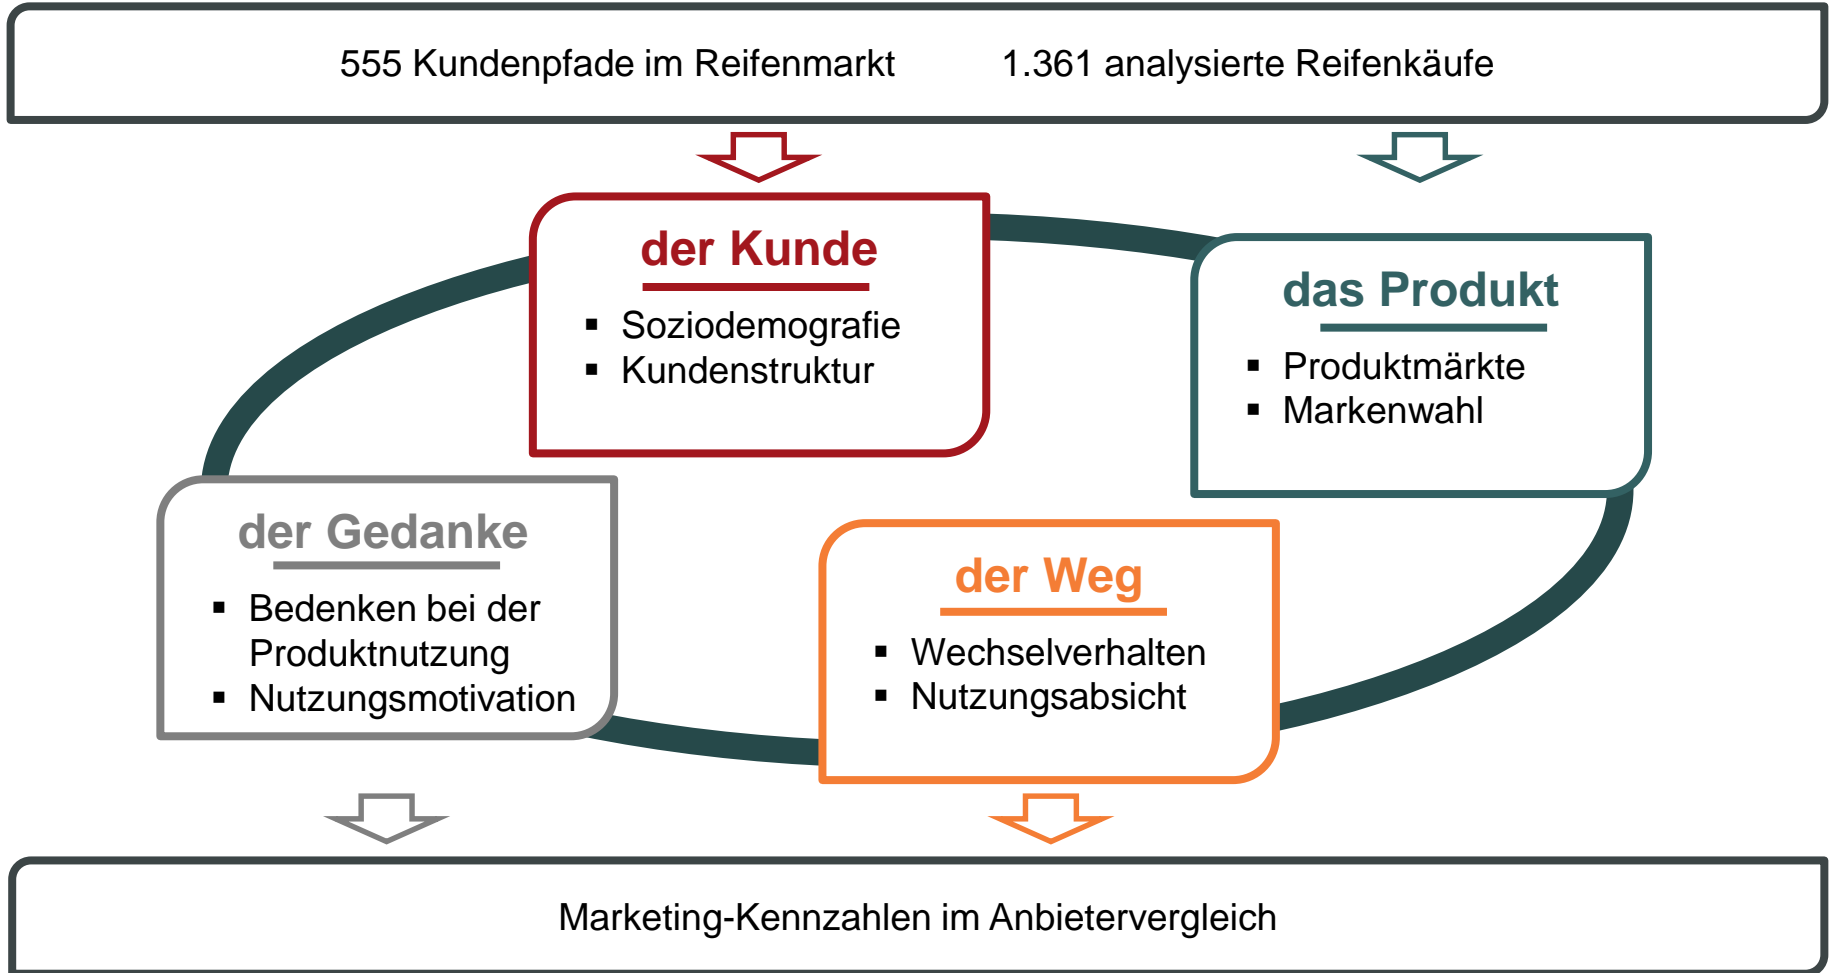 555 Kundenpfade im Reifenmarkt 1.361 analysierte Reifenkäufe
der Kunde
▪ Soziodemografie
▪ Kundenstruktur
das Produkt
▪ Produktmärkte
▪ Markenwahl
der Gedanke
▪ Bedenken bei der
Produktnutzung
▪ Nutzungsmotivation
der Weg
▪ Wechselverhalten
▪ Nutzungsabsicht
Marketing-Kennzahlen im Anbietervergleich